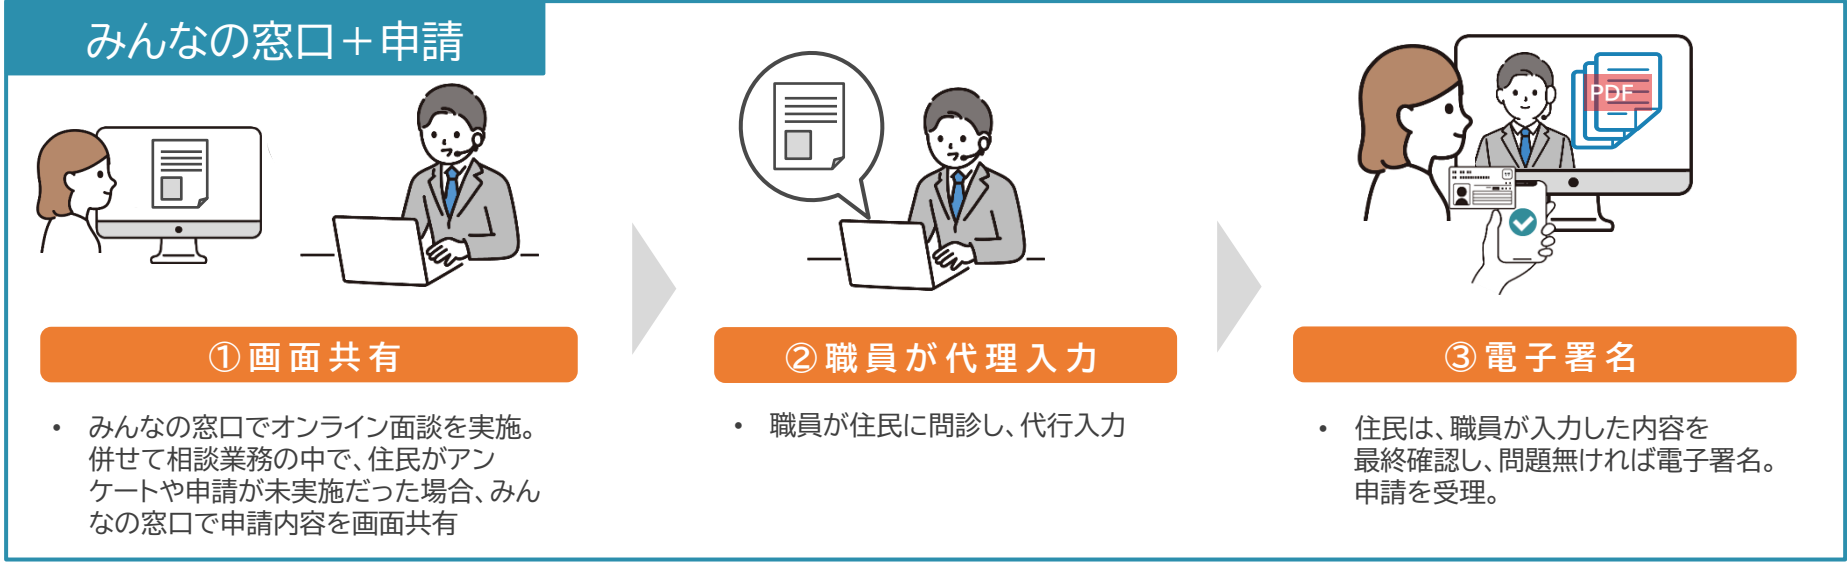 みんなの窓口＋申請
PDF
①画面共有
②職員が代理入力
③電子署名
• みんなの窓口でオンライン面談を実施。
併せて相談業務の中で、住民がアン
ケートや申請が未実施だった場合、みん
なの窓口で申請内容を画面共有
• 職員が住民に問診し、代行入力
• 住民は、職員が入力した内容を
最終確認し、問題無ければ電子署名。
申請を受理。